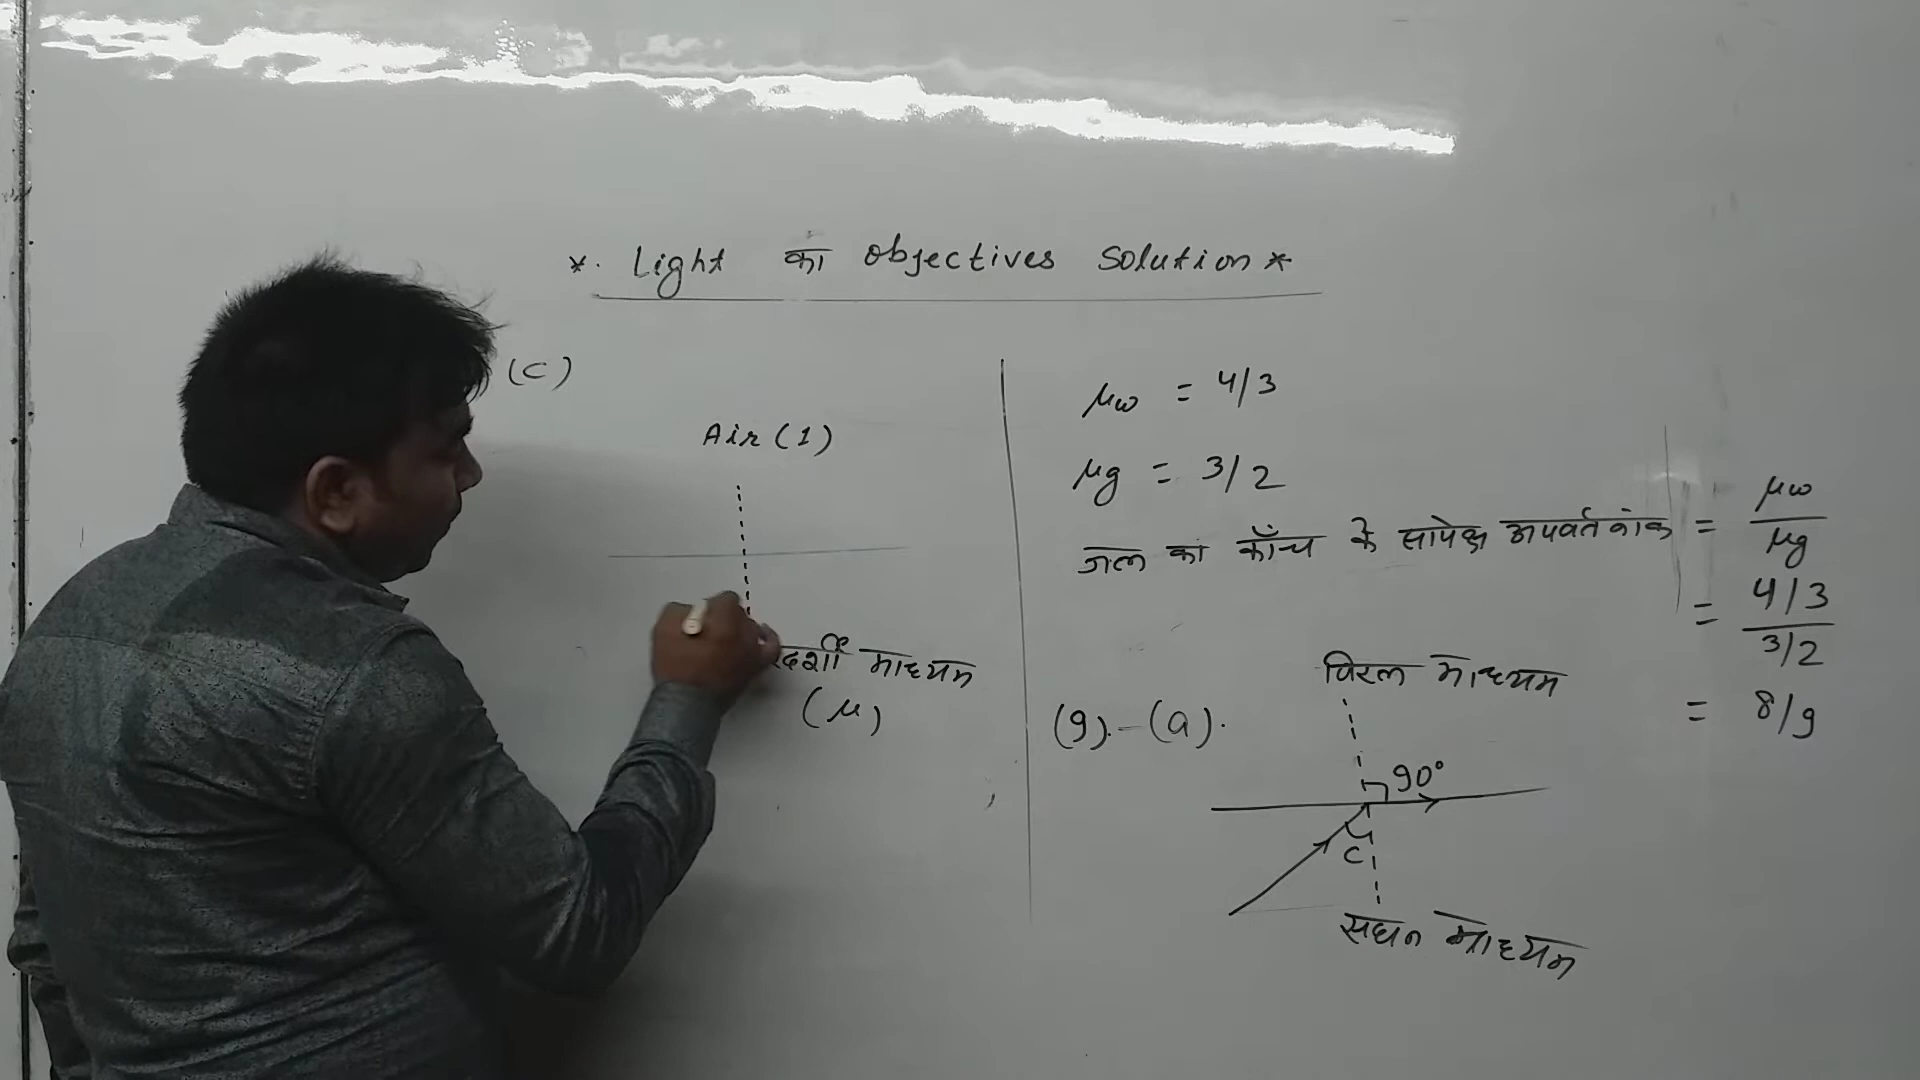 *. Light का objectives solution *
(C)
Air (1)
माध्यम
(μ)
μw = 4/3
μg = 3/2
जल का काँच के सापेक्ष अपवर्तनांक = μw / μg
= 4/3 / 3/2
= 8/9
(9).-(a).
विरल माध्यम
90°
C
सघन माध्यम